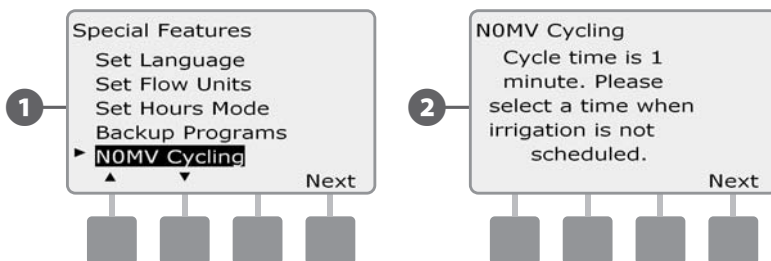 1
Special Features
Set Language
Set Flow Units
Set Hours Mode
Backup Programs
N0MV Cycling
Next
2
N0MV Cycling
Cycle time is 1
minute. Please
select a time when
irrigation is not
scheduled.
Next